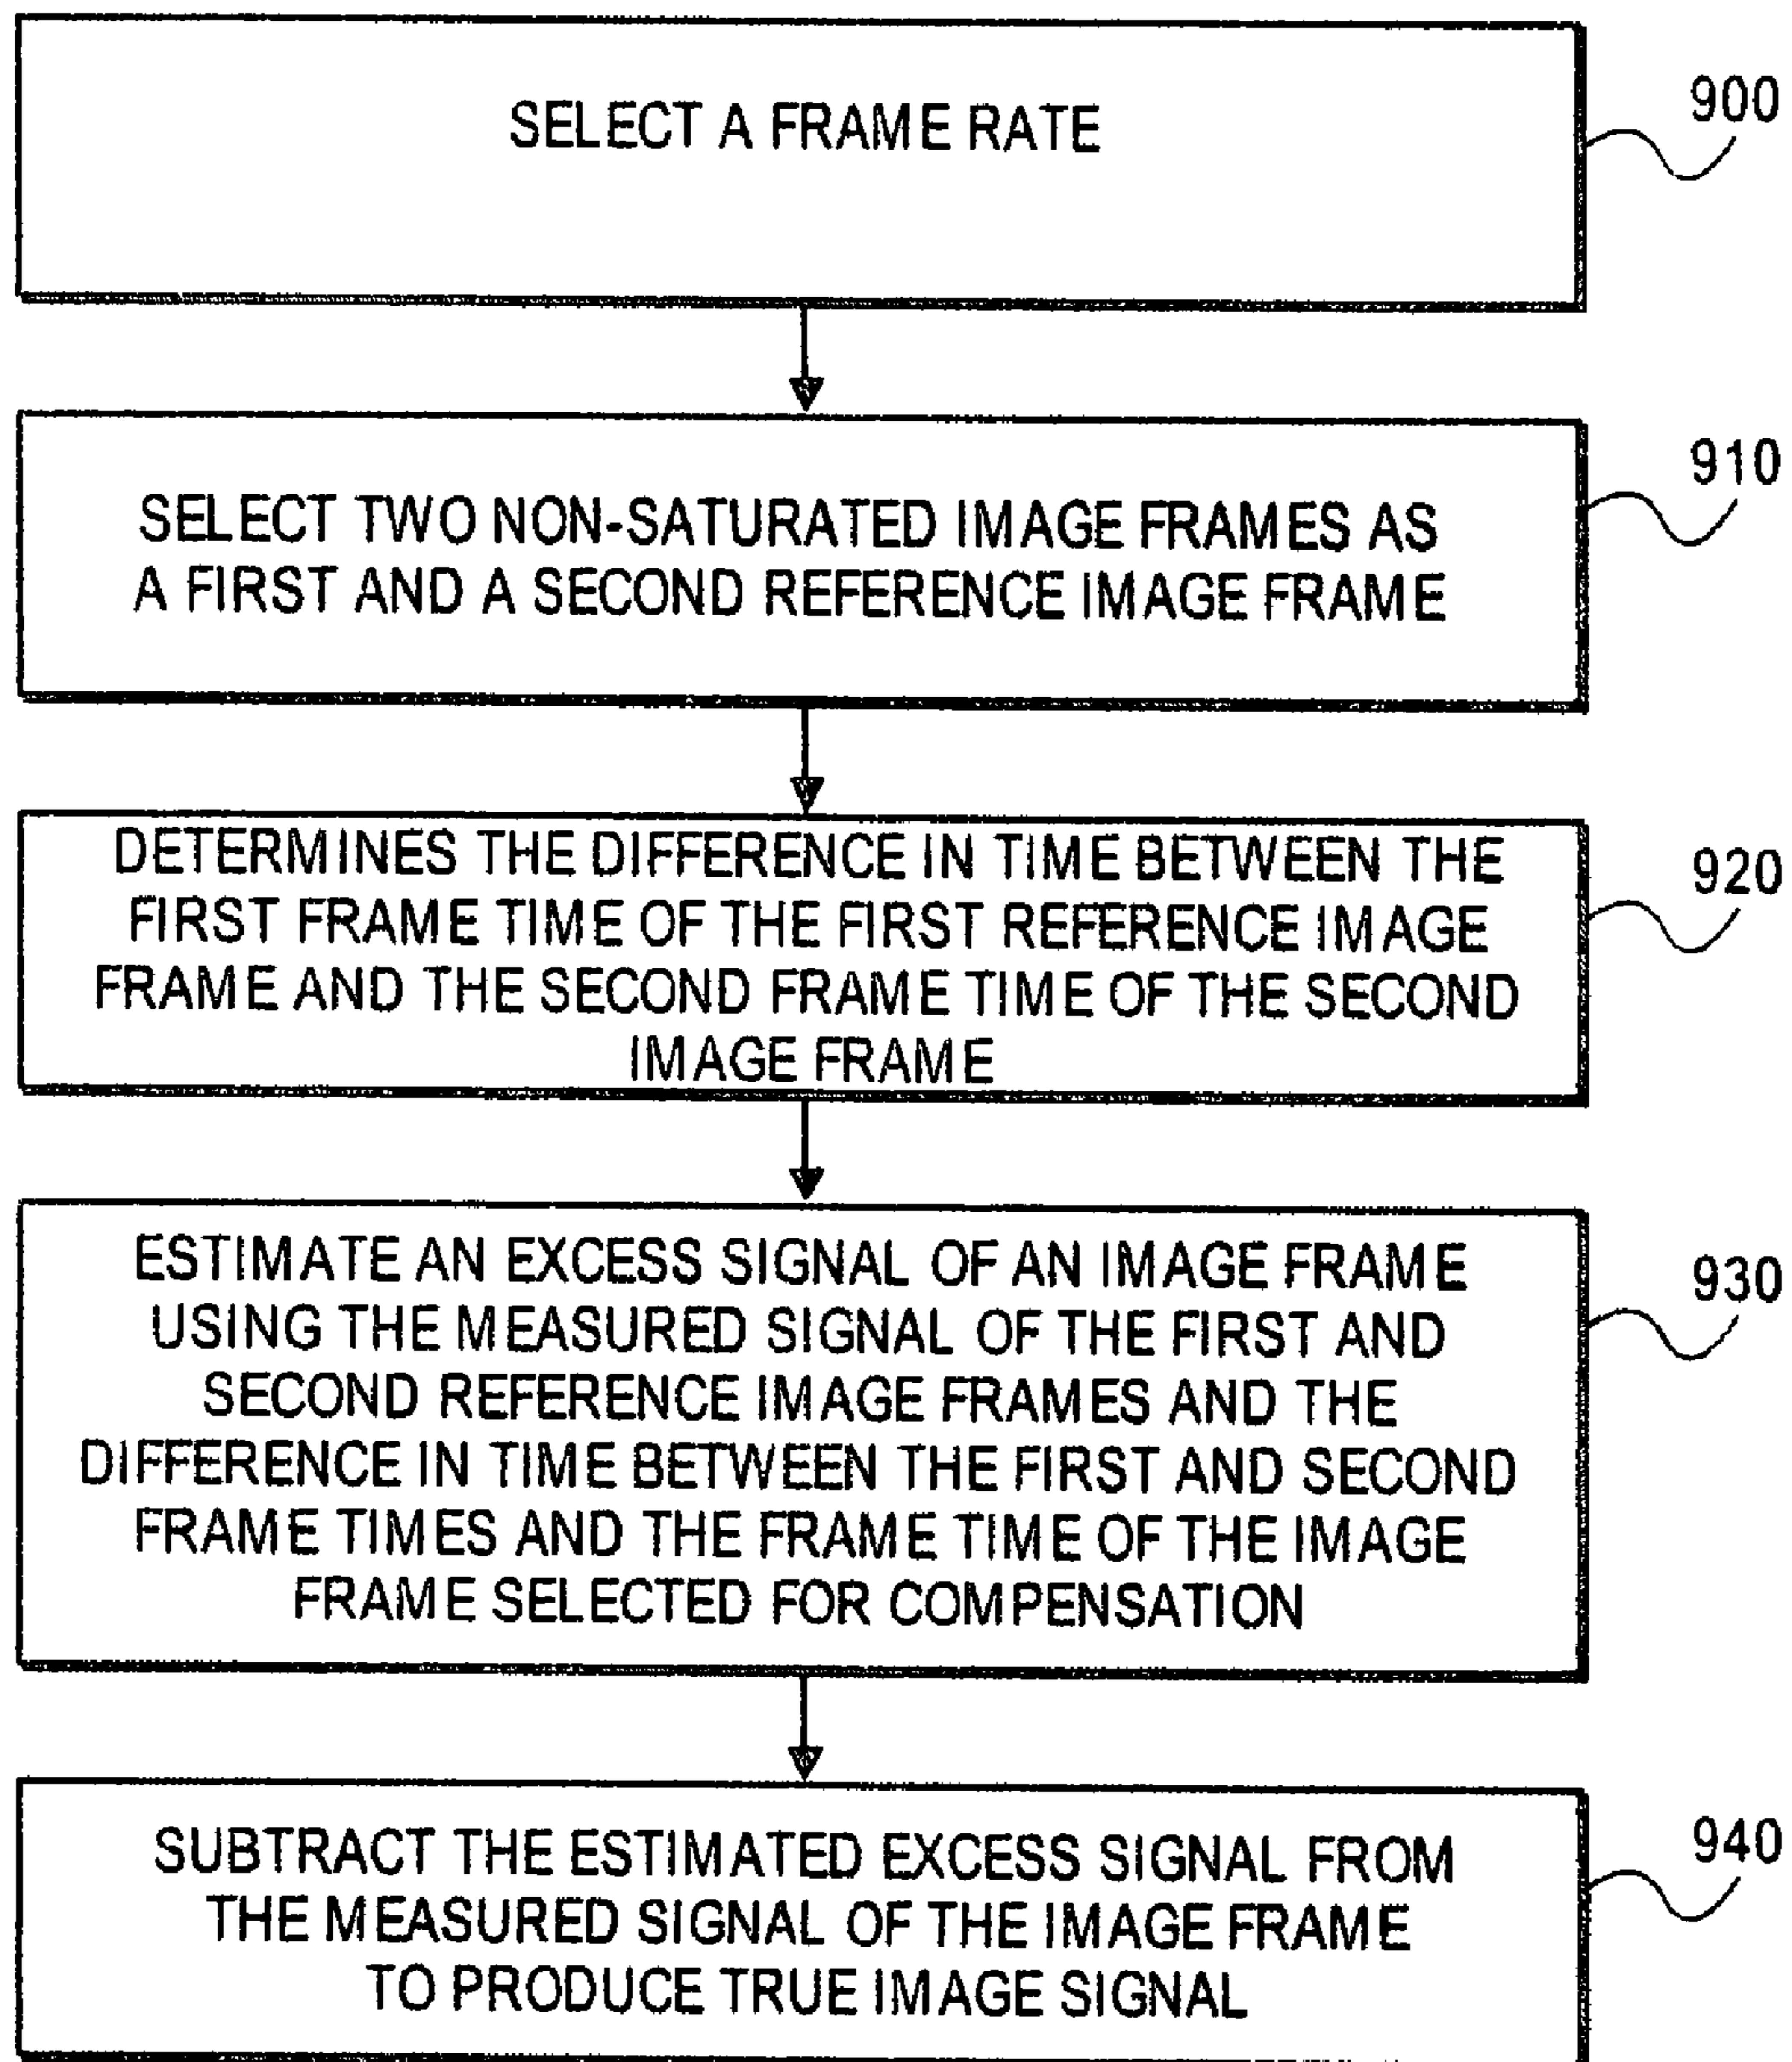 SELECT A FRAME RATE
900
SELECT TWO NON-SATURATED IMAGE FRAMES AS
A FIRST AND A SECOND REFERENCE IMAGE FRAME
910
DETERMINES THE DIFFERENCE IN TIME BETWEEN THE
FIRST FRAME TIME OF THE FIRST REFERENCE IMAGE
FRAME AND THE SECOND FRAME TIME OF THE SECOND
IMAGE FRAME
920
ESTIMATE AN EXCESS SIGNAL OF AN IMAGE FRAME
USING THE MEASURED SIGNAL OF THE FIRST AND
SECOND REFERENCE IMAGE FRAMES AND THE
DIFFERENCE IN TIME BETWEEN THE FIRST AND SECOND
FRAME TIMES AND THE FRAME TIME OF THE IMAGE
FRAME SELECTED FOR COMPENSATION
930
SUBTRACT THE ESTIMATED EXCESS SIGNAL FROM
THE MEASURED SIGNAL OF THE IMAGE FRAME
TO PRODUCE TRUE IMAGE SIGNAL
940